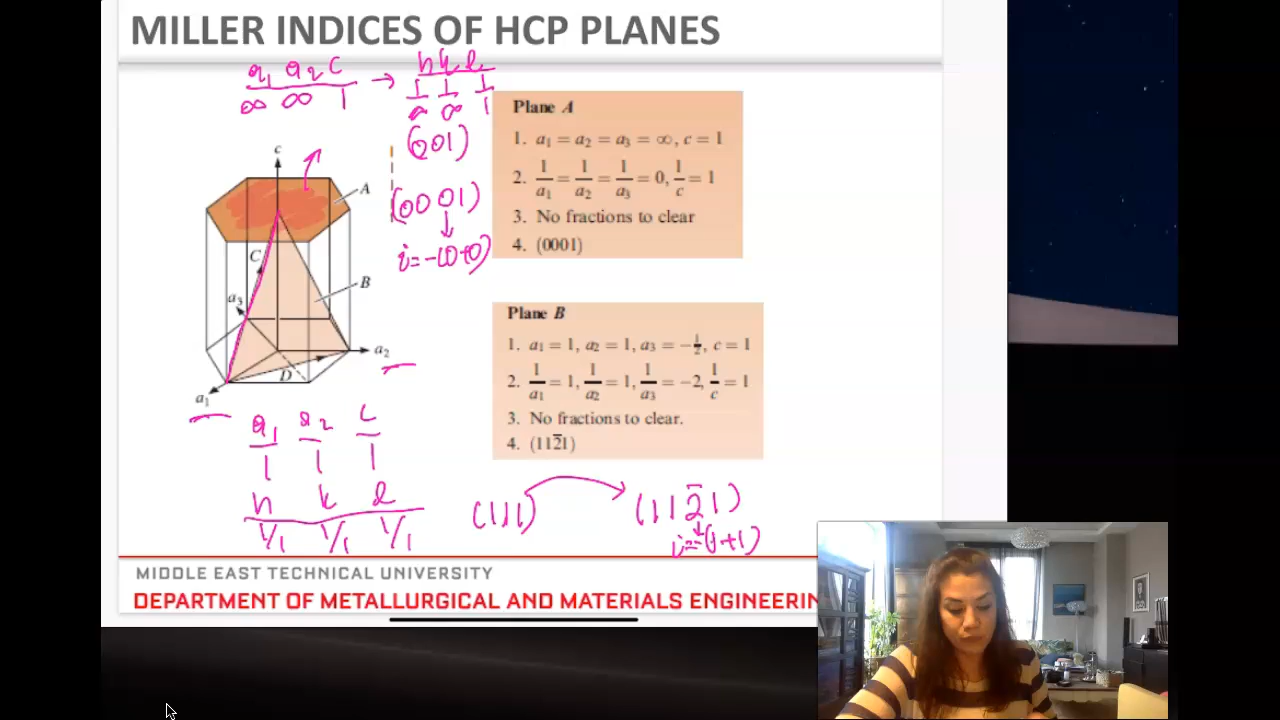 MILLER INDICES OF HCP PLANES
a₁ a₂ c → h k l
∞ ∞ 1
1/∞ 1/∞ 1/1
(001)
(0001)
i=-(0+0)
c
A
C
a₃
B
a₂
D
a₁
Plane A
1. a₁ = a₂ = a₃ = ∞, c = 1
2. 1/a₁ = 1/a₂ = 1/a₃ = 0, 1/c = 1
3. No fractions to clear
4. (0001)
Plane B
1. a₁ = 1, a₂ = 1, a₃ = −1/2, c = 1
2. 1/a₁ = 1, 1/a₂ = 1, 1/a₃ = −2, 1/c = 1
3. No fractions to clear.
4. (112̄1)
a₁ a₂ c
1 1 1
h k l
1/1 1/1 1/1
(111) (112̄1)
i=-(1+1)
MIDDLE EAST TECHNICAL UNIVERSITY
DEPARTMENT OF METALLURGICAL AND MATERIALS ENGINEERIN